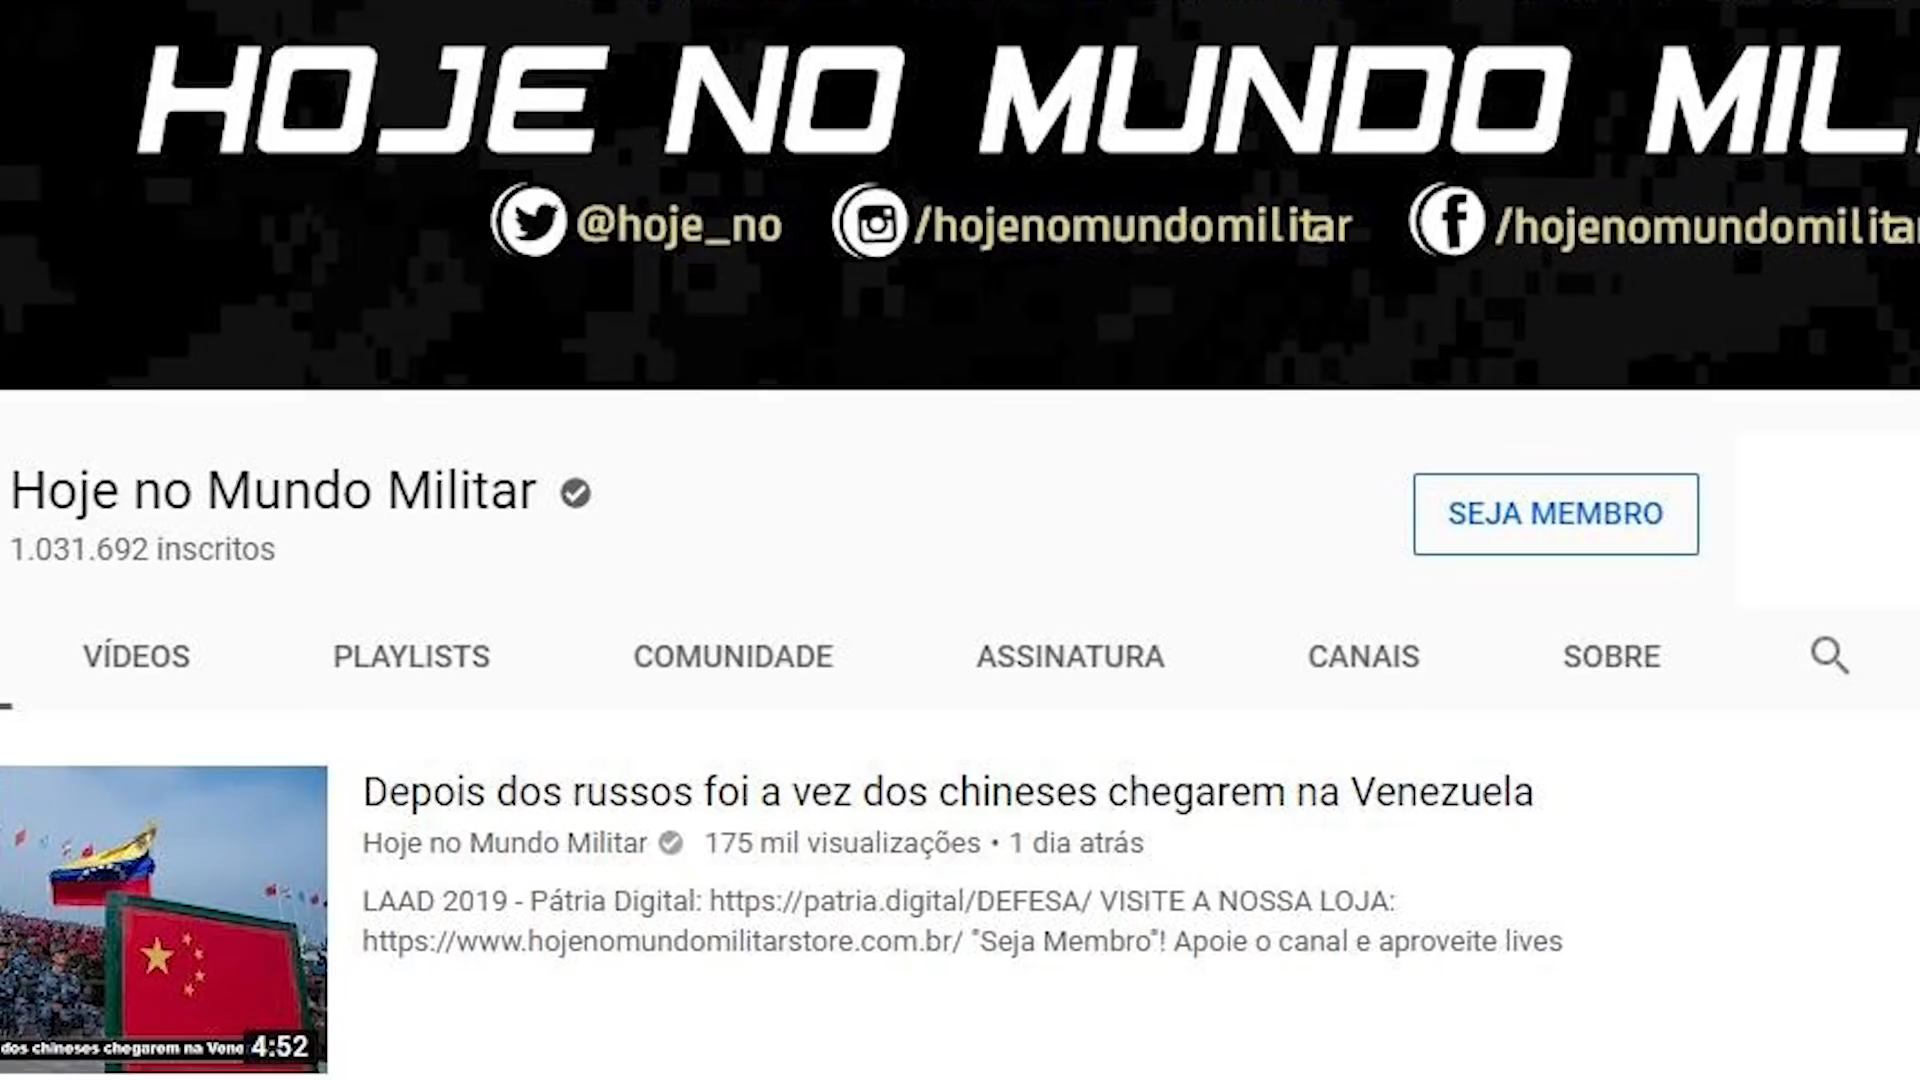 HOJE NO MUNDO MIL
@hoje_no /hojenomundomilitar /hojenomundomilitar
Hoje no Mundo Militar
1.031.692 inscritos
SEJA MEMBRO
VÍDEOS PLAYLISTS COMUNIDADE ASSINATURA CANAIS SOBRE
Depois dos russos foi a vez dos chineses chegarem na Venezuela
Hoje no Mundo Militar 175 mil visualizações • 1 dia atrás
LAAD 2019 - Pátria Digital: https://patria.digital/DEFESA/ VISITE A NOSSA LOJA:
https://www.hojenomundomilitarstore.com.br/ "Seja Membro"! Apoie o canal e aproveite lives
dos chineses chegarem na Vene 4:52